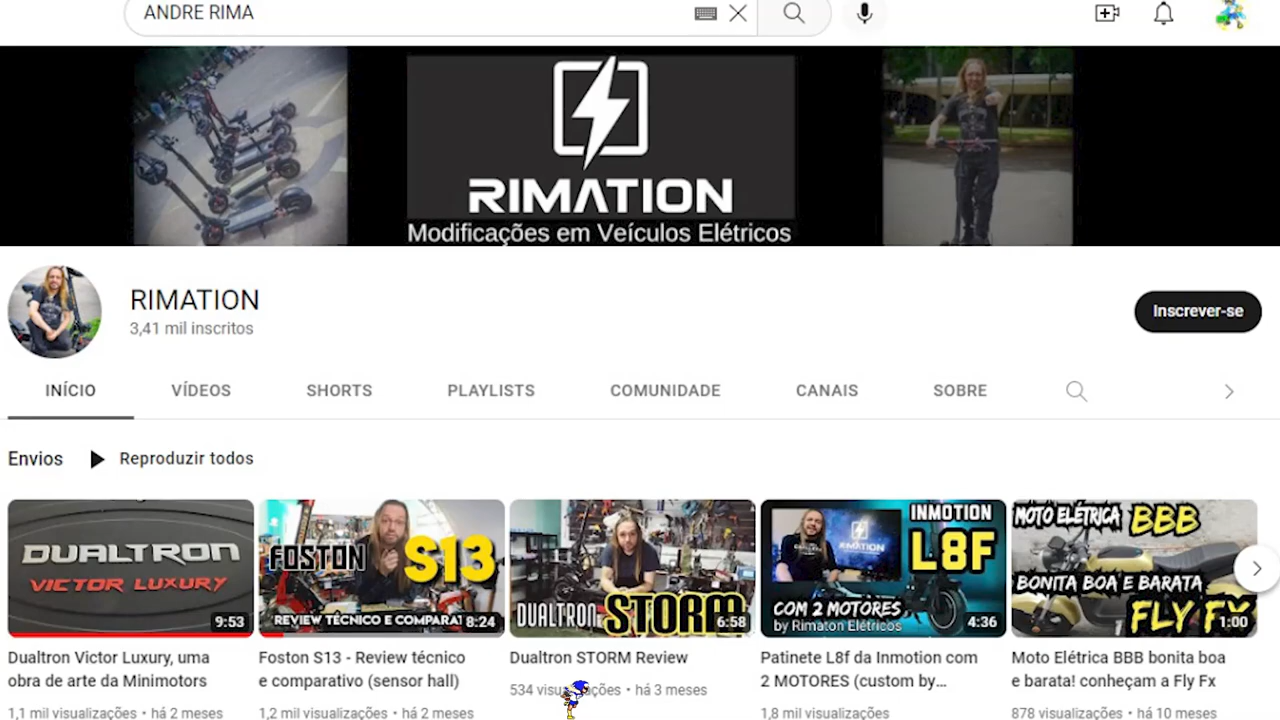 ANDRE RIMA
RIMATION
Modificações em Veículos Elétricos
RIMATION
3,41 mil inscritos
Inscrever-se
INÍCIO VÍDEOS SHORTS PLAYLISTS COMUNIDADE CANAIS SOBRE
Envios Reproduzir todos
DUALTRON
VICTOR LUXURY
9:53
FOSTON S13
REVIEW TÉCNICO E COMPARAT
8:24
DUALTRON STORM
6:58
RIMATION
INMOTION
L8F
COM 2 MOTORES
by Rimaton Elétricos
4:36
MOTO ELÉTRICA BBB
BONITA BOA E BARATA
FLY FX
1:00
Dualtron Victor Luxury, uma
obra de arte da Minimotors
1,1 mil visualizações • há 2 meses
Foston S13 - Review técnico
e comparativo (sensor hall)
1,2 mil visualizações • há 2 meses
Dualtron STORM Review
534 visualizações • há 3 meses
Patinete L8f da Inmotion com
2 MOTORES (custom by...
1,8 mil visualizações
Moto Elétrica BBB bonita boa
e barata! conheçam a Fly Fx
878 visualizações • há 10 meses